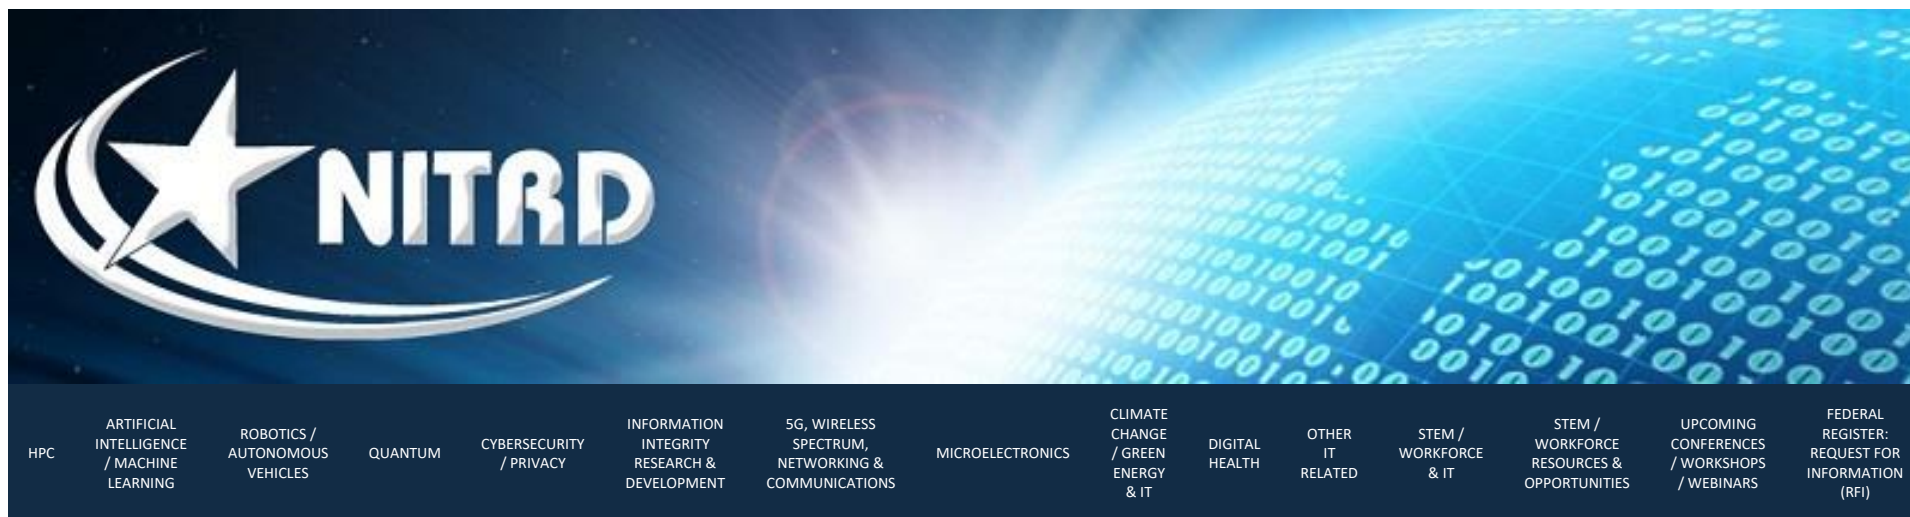 NITRD
HPC
ARTIFICIAL
INTELLIGENCE
/ MACHINE
LEARNING
ROBOTICS /
AUTONOMOUS
VEHICLES
QUANTUM
CYBERSECURITY
/ PRIVACY
INFORMATION
INTEGRITY
RESEARCH &
DEVELOPMENT
5G, WIRELESS
SPECTRUM,
NETWORKING &
COMMUNICATIONS
MICROELECTRONICS
CLIMATE
CHANGE
/ GREEN
ENERGY
& IT
DIGITAL
HEALTH
OTHER
IT
RELATED
STEM /
WORKFORCE
& IT
STEM /
WORKFORCE
RESOURCES &
OPPORTUNITIES
UPCOMING
CONFERENCES
/ WORKSHOPS
/ WEBINARS
FEDERAL
REGISTER:
REQUEST FOR
INFORMATION
(RFI)